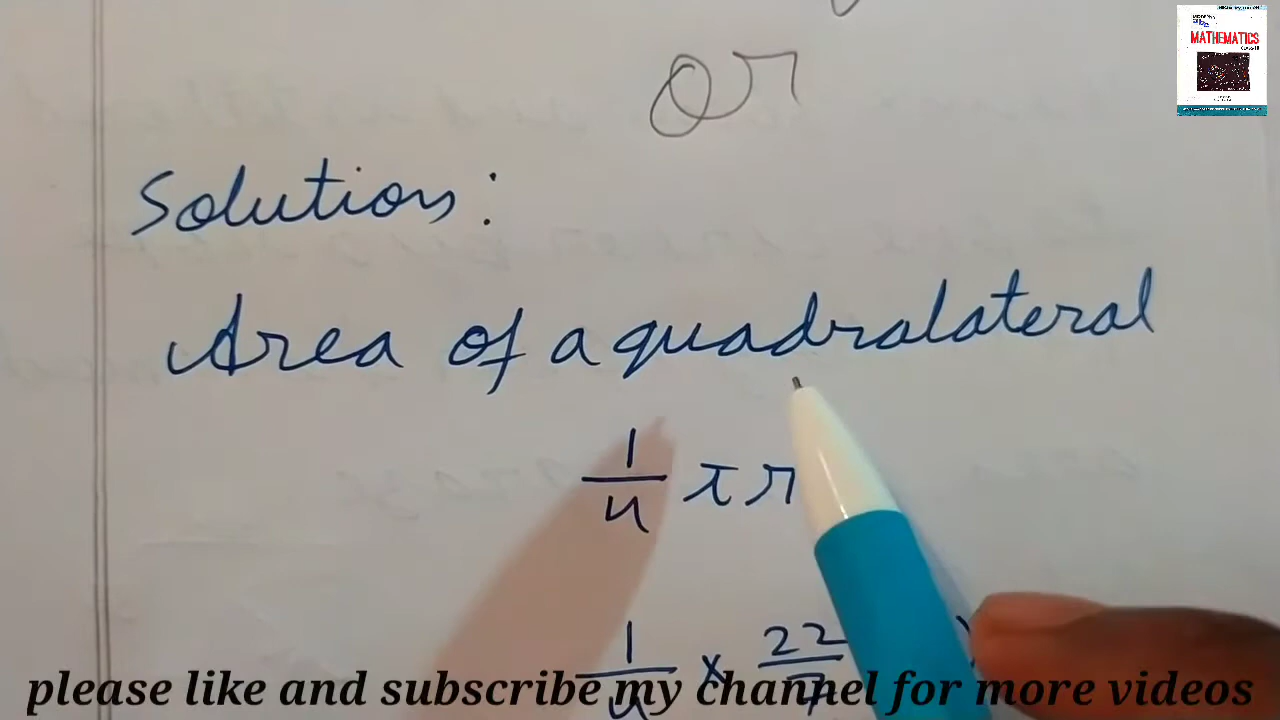 MATHEMATICS
or
Solution:
Area of a quadralateral
1/4 πr
1/4 × 22/7
please like and subscribe my channel for more videos